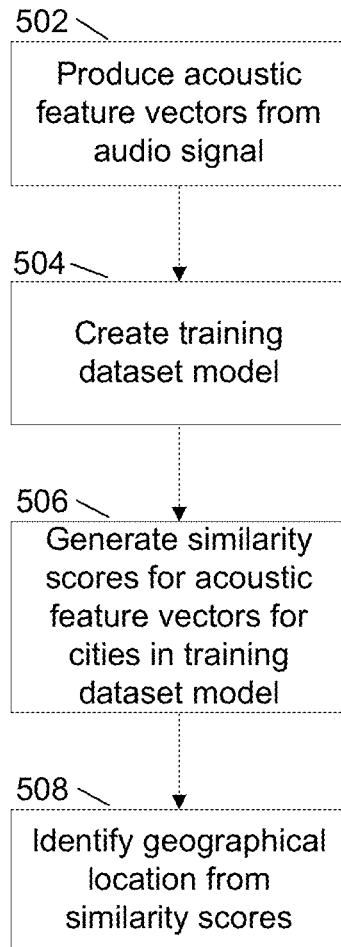 502
Produce acoustic
feature vectors from
audio signal
504
Create training
dataset model
506
Generate similarity
scores for acoustic
feature vectors for
cities in training
dataset model
508
Identify geographical
location from
similarity scores